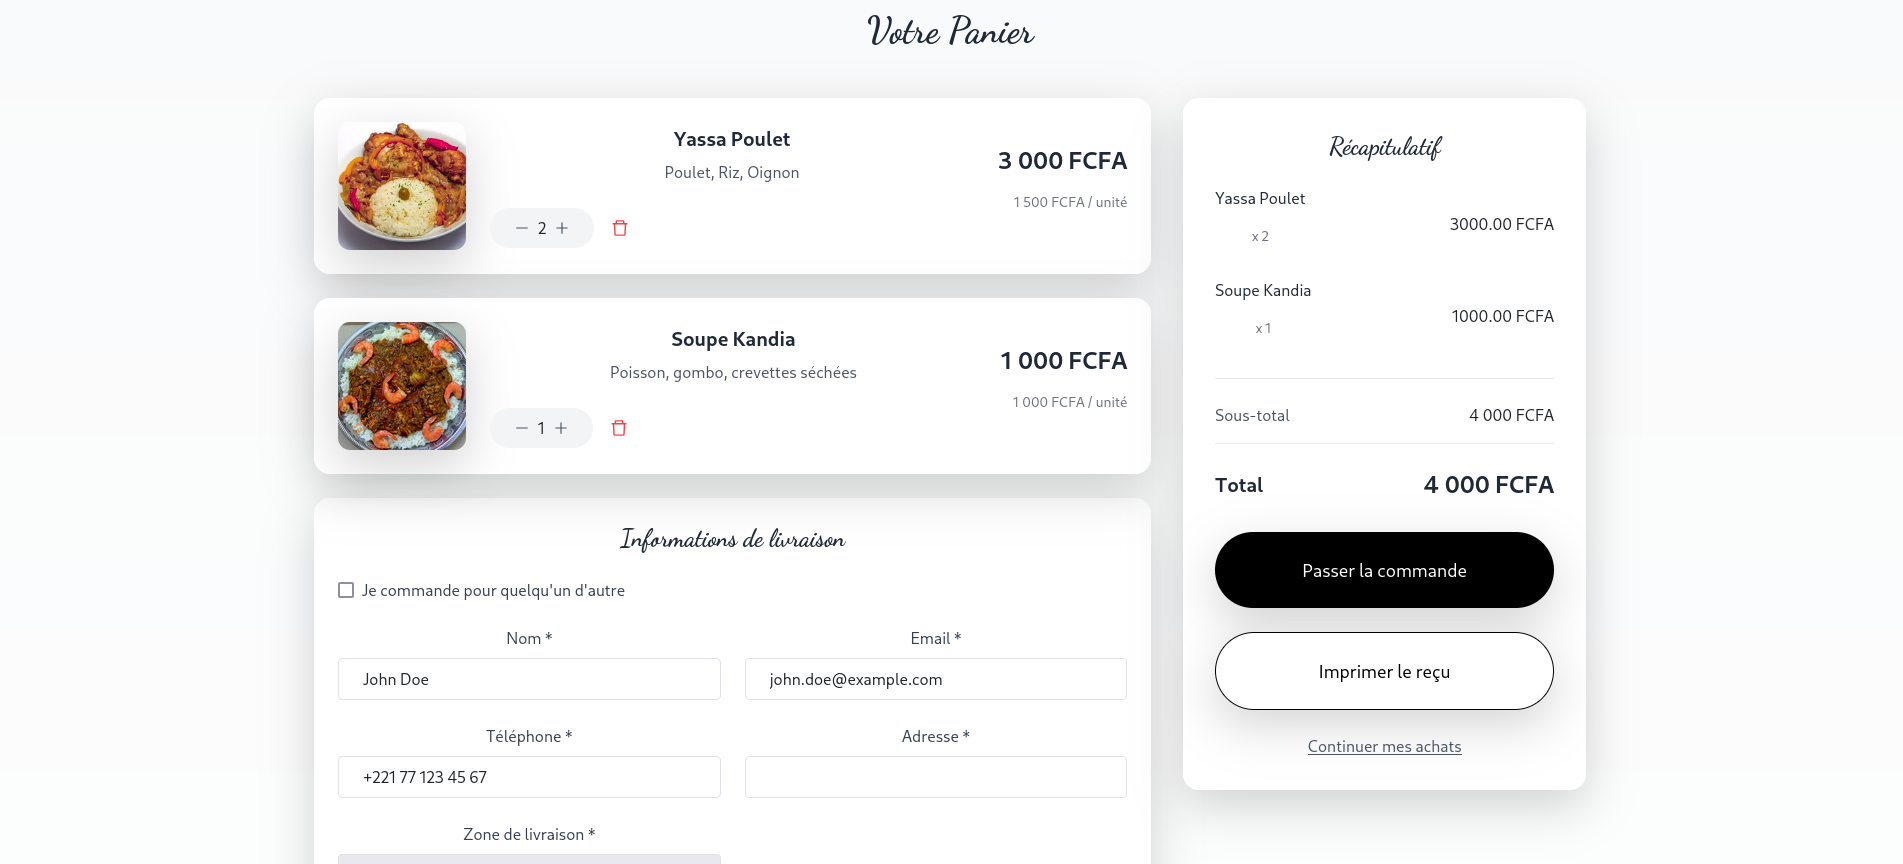 Votre Panier
Yassa Poulet
Poulet, Riz, Oignon
2
3 000 FCFA
1 500 FCFA / unité
Soupe Kandia
Poisson, gombo, crevettes séchées
1
1 000 FCFA
1 000 FCFA / unité
Informations de livraison
Je commande pour quelqu'un d'autre
Nom *
John Doe
Email *
john.doe@example.com
Téléphone *
+221 77 123 45 67
Adresse *
Zone de livraison *
Récapitulatif
Yassa Poulet
x 2
3000.00 FCFA
Soupe Kandia
x 1
1000.00 FCFA
Sous-total 4 000 FCFA
Total 4 000 FCFA
Passer la commande
Imprimer le reçu
Continuer mes achats